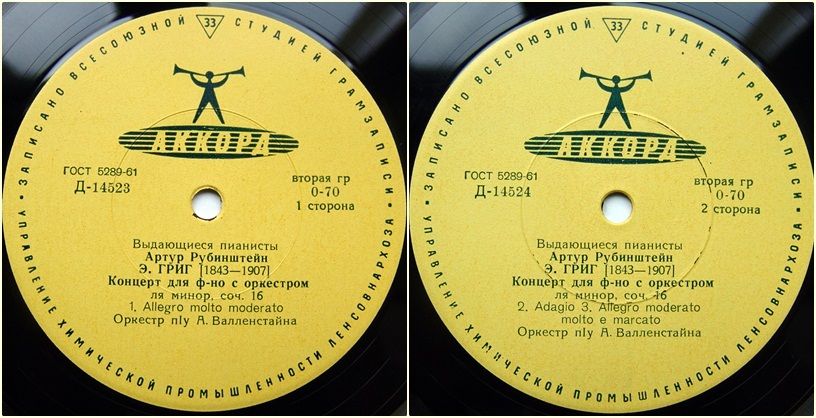 ЗАПИСАНО ВСЕСОЮЗНОЙ СТУДИЕЙ ГРАМЗАПИСИ
УПРАВЛЕНИЕ ХИМИЧЕСКОЙ ПРОМЫШЛЕННОСТИ ЛЕНСОВНАРХОЗА
33
АККОРД
ГОСТ 5289-61
Д-14523
вторая гр
0-70
1 сторона
Выдающиеся пианисты
Артур Рубинштейн
Э. ГРИГ [1843—1907]
Концерт для ф-но с оркестром
ля минор, соч. 16
1. Allegro molto moderato
Оркестр п/у А. Валленстайна
ЗАПИСАНО ВСЕСОЮЗНОЙ СТУДИЕЙ ГРАМЗАПИСИ
УПРАВЛЕНИЕ ХИМИЧЕСКОЙ ПРОМЫШЛЕННОСТИ ЛЕНСОВНАРХОЗА
33
АККОРД
ГОСТ 5289-61
Д-14524
вторая гр
0-70
2 сторона
Выдающиеся пианисты
Артур Рубинштейн
Э. ГРИГ [1843—1907]
Концерт для ф-но с оркестром
ля минор, соч. 16
2. Adagio 3. Allegro moderato
molto e marcato
Оркестр п/у А. Валленстайна